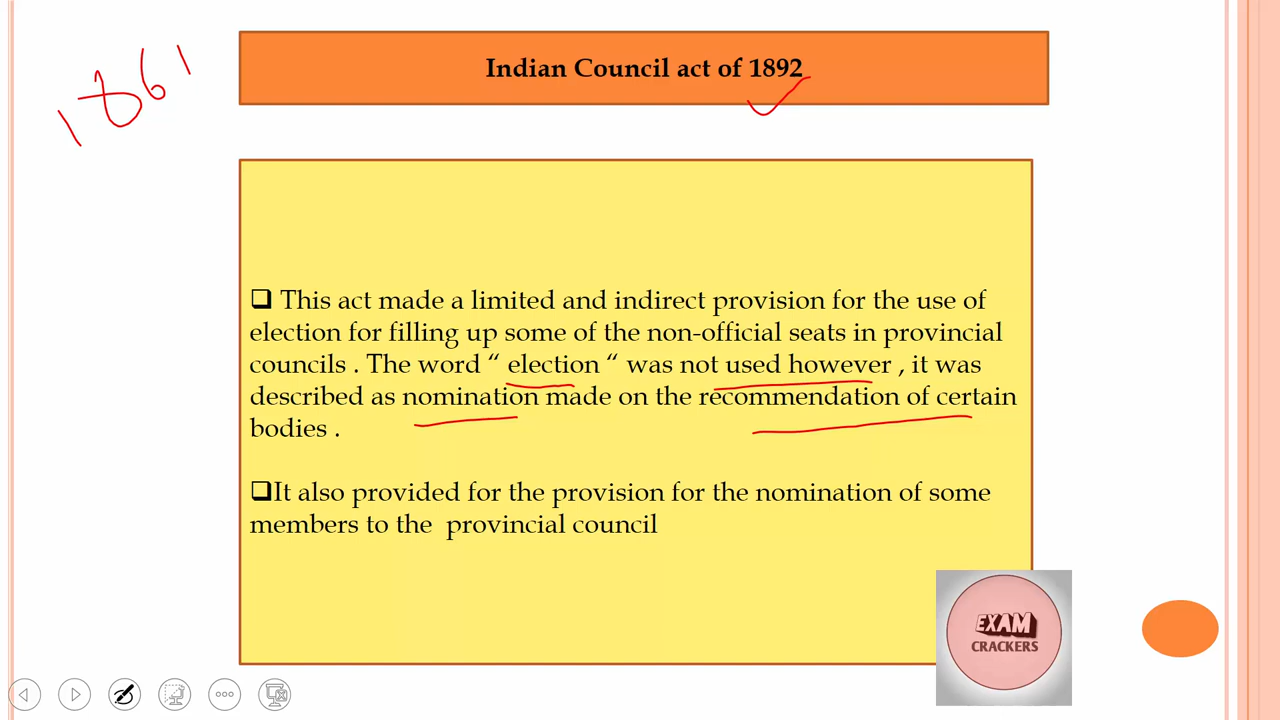 1861
Indian Council act of 1892
❑ This act made a limited and indirect provision for the use of
election for filling up some of the non-official seats in provincial
councils . The word “ election “ was not used however , it was
described as nomination made on the recommendation of certain
bodies .
❑It also provided for the provision for the nomination of some
members to the provincial council
EXAM
CRACKERS